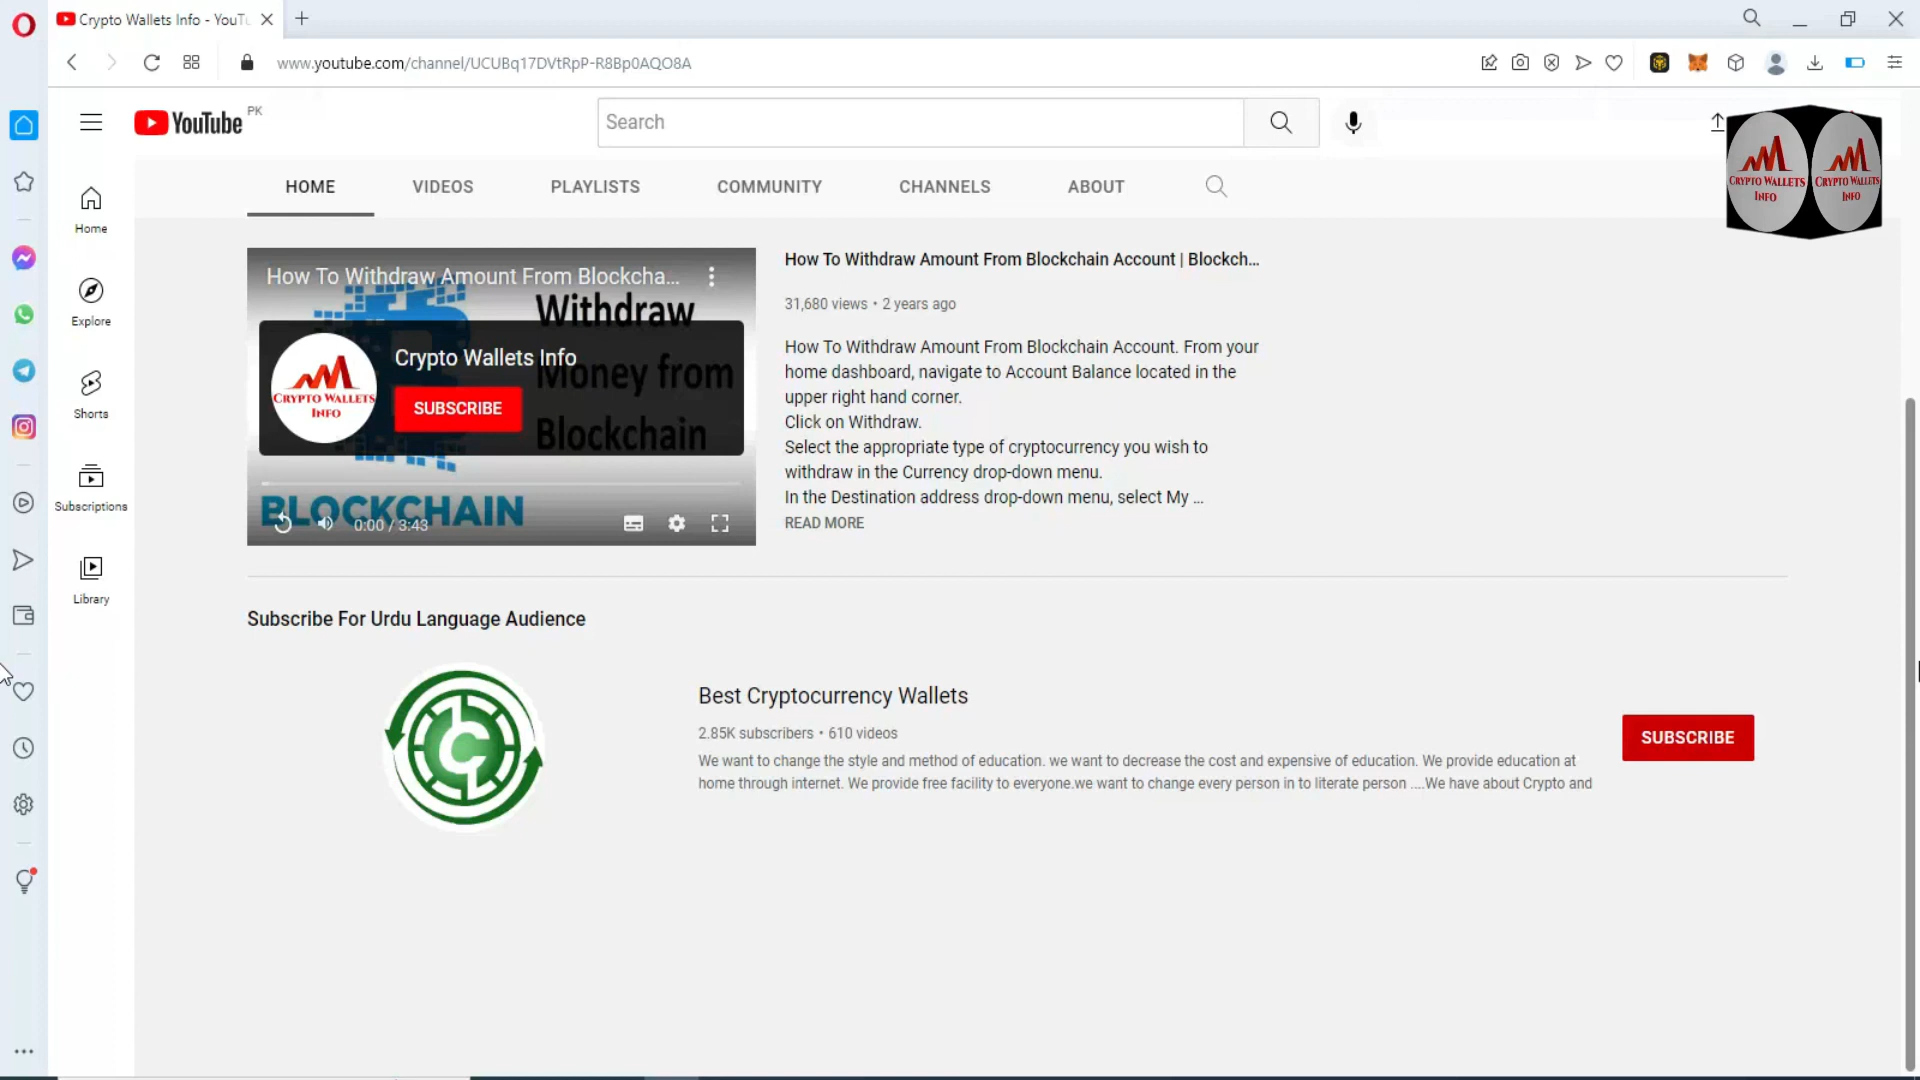 Crypto Wallets Info - YouTu
www.youtube.com/channel/UCUBq17DVtRpP-R8Bp0AQO8A
YouTube PK
Search
CRYPTO WALLETS
INFO
CRYPTO WALLETS
INFO
HOME
VIDEOS
PLAYLISTS
COMMUNITY
CHANNELS
ABOUT
Home
Explore
Shorts
Subscriptions
Library
How To Withdraw Amount From Blockcha...
Withdraw
Money from
Blockchain
Crypto Wallets Info
SUBSCRIBE
CRYPTO WALLETS
INFO
BLOCKCHAIN
0:00 / 3:43
How To Withdraw Amount From Blockchain Account | Blockch...
31,680 views • 2 years ago
How To Withdraw Amount From Blockchain Account. From your
home dashboard, navigate to Account Balance located in the
upper right hand corner.
Click on Withdraw.
Select the appropriate type of cryptocurrency you wish to
withdraw in the Currency drop-down menu.
In the Destination address drop-down menu, select My ...
READ MORE
Subscribe For Urdu Language Audience
Best Cryptocurrency Wallets
2.85K subscribers • 610 videos
We want to change the style and method of education. we want to decrease the cost and expensive of education. We provide education at
home through internet. We provide free facility to everyone.we want to change every person in to literate person ....We have about Crypto and
SUBSCRIBE